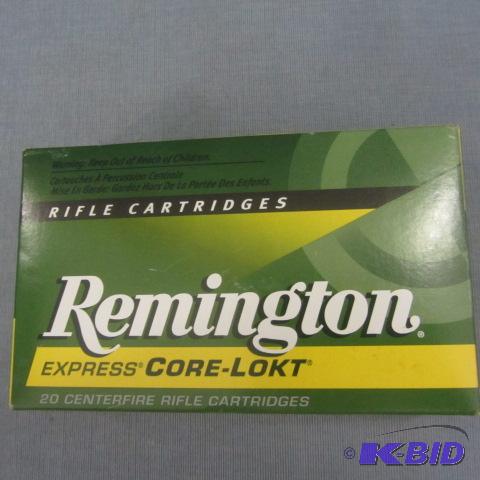 Warning: Keep Out of Reach of Children.
Cartouches À Percussion Centrale
Mise En Garde: Gardez Hors De La Portée Des Enfants.
RIFLE CARTRIDGES
Remington®
EXPRESS® CORE-LOKT®
20 CENTERFIRE RIFLE CARTRIDGES
© K-BID